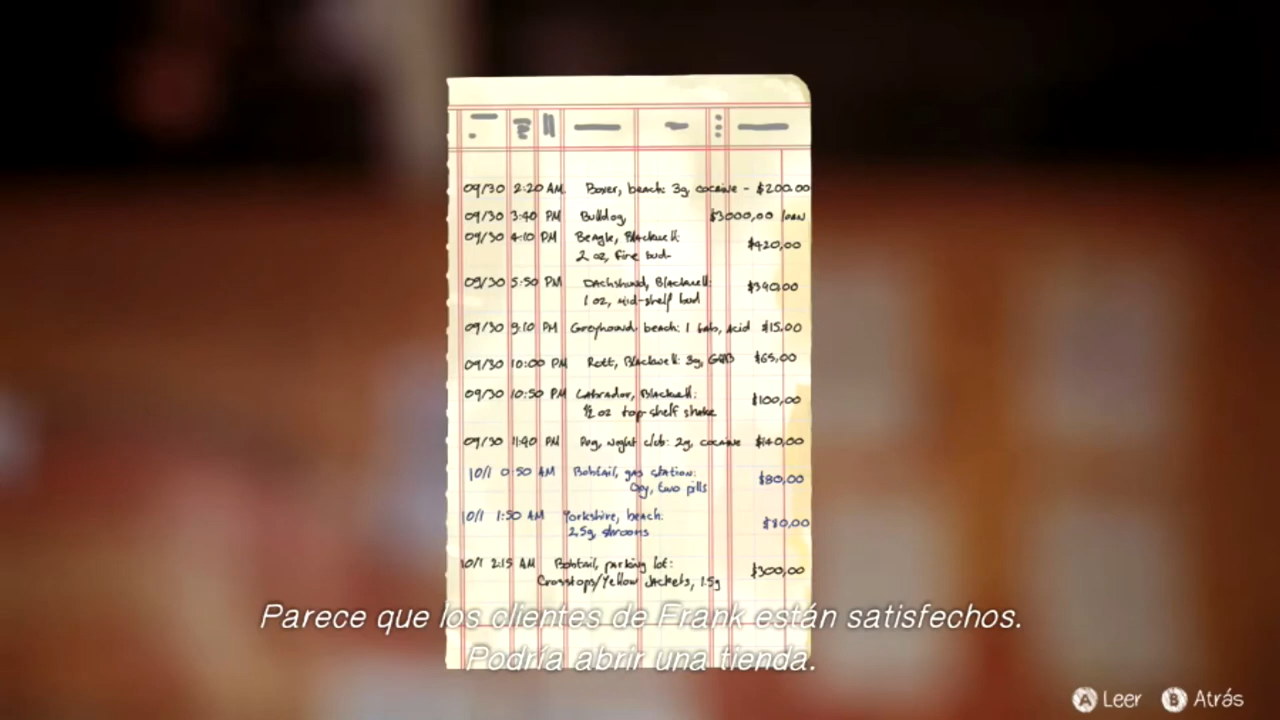 09/30 2:20 AM. Boxer, beach: 3g, cocaine - $200.00
09/30 3:40 PM Bulldog, $3000,00 loan
09/30 4:10 PM Beagle, Blackwell:
2 oz, fire bud- $420,00
09/30 5:50 PM Dachshund, Blackwell: $340.00
1 oz, mid-shelf bud
09/30 9:10 PM Greyhound, beach: 1 tab, acid $15.00
09/30 10:00 PM Rott, Blackwell: 3g, GHB $65,00
09/30 10:50 PM Labrador, Blackwell: $100,00
½ oz top-shelf shake
09/30 11:40 PM Pug, night club: 2g, cocaine $140,00
10/1 0:50 AM Bobtail, gas station: $80,00
Oxy, two pills
10/1 1:50 AM Yorkshire, beach:
2,5g, shrooms
10/1 2:15 AM Bobtail, parking lot: $300,00
Crosstops/Yellow Jackets, 1.5g
Parece que los clientes de Frank están satisfechos.
Podría abrir una tienda.
A Leer B Atrás